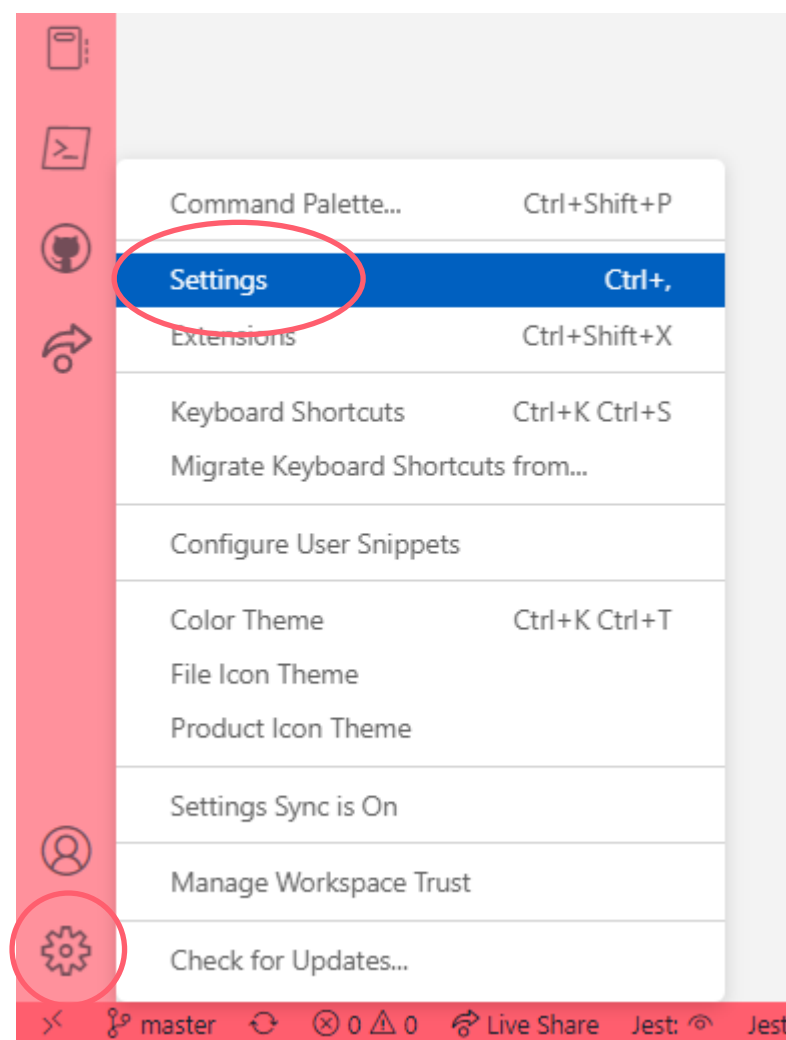 Command Palette... Ctrl+Shift+P
Settings Ctrl+,
Extensions Ctrl+Shift+X
Keyboard Shortcuts Ctrl+K Ctrl+S
Migrate Keyboard Shortcuts from...
Configure User Snippets
Color Theme Ctrl+K Ctrl+T
File Icon Theme
Product Icon Theme
Settings Sync is On
Manage Workspace Trust
Check for Updates...
master 0 0 Live Share Jest: Jest